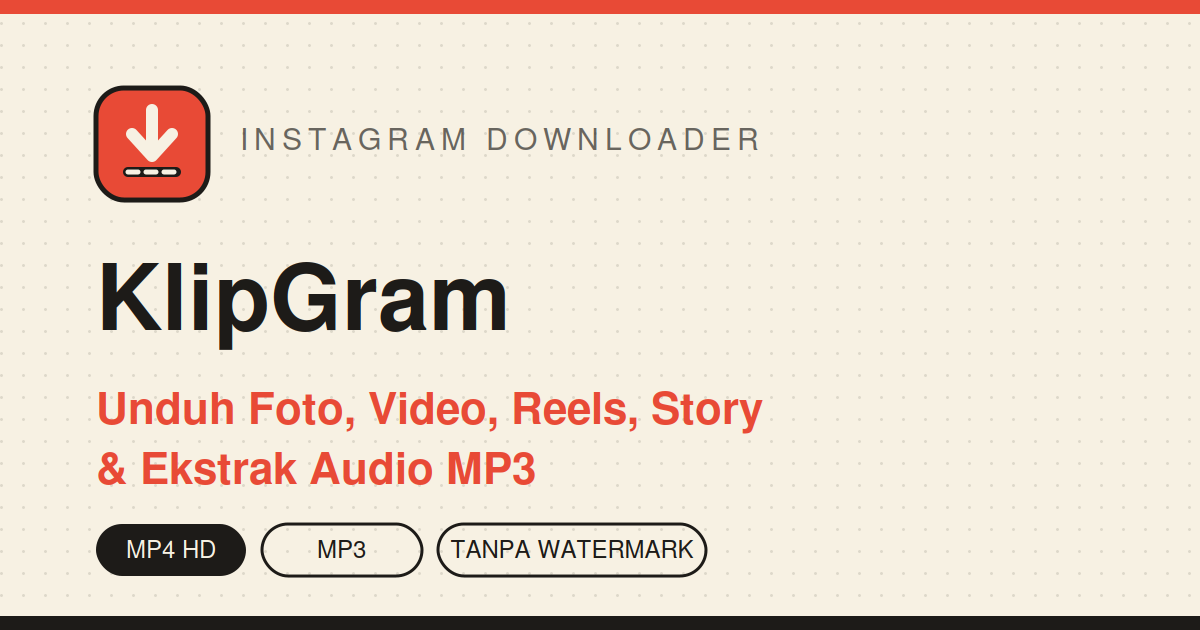 INSTAGRAM DOWNLOADER
KlipGram
Unduh Foto, Video, Reels, Story
& Ekstrak Audio MP3
MP4 HD
MP3
TANPA WATERMARK